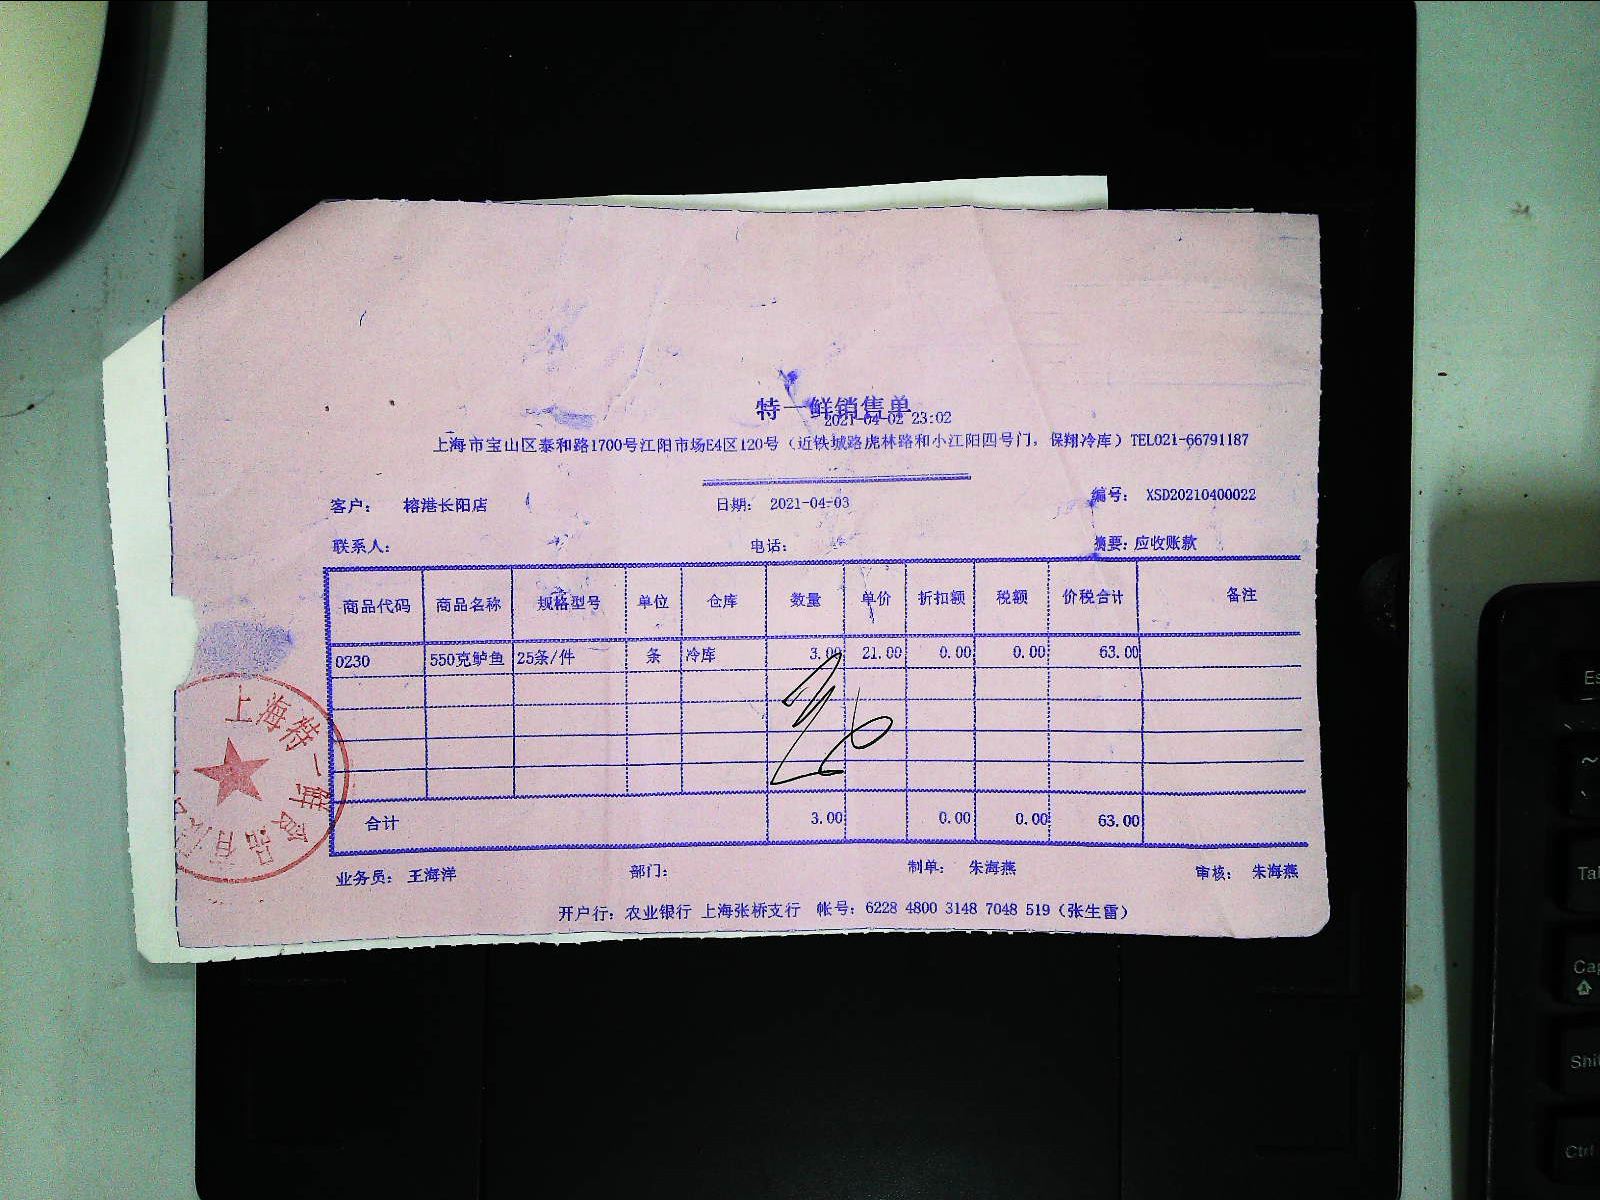 特一鲜销售单
2021-04-02 23:02
上海市宝山区泰和路1700号江阳市场E4区120号（近铁城路虎林路和小江阳四号门，保翔冷库）TEL021-66791187
客户： 榕港长阳店 日期： 2021-04-03 编号： XSD20210400022
联系人： 电话： 摘要：应收账款
商品代码 商品名称 规格型号 单位 仓库 数量 单价 折扣额 税额 价税合计 备注
0230 550克鲈鱼 25条/件 条 冷库 3.00 21.00 0.00 0.00 63.00
合计 3.00 0.00 0.00 63.00
业务员： 王海洋 部门： 制单： 朱海燕 审核： 朱海燕
开户行：农业银行 上海张桥支行 帐号：6228 4800 3148 7048 519（张生雷）
上海特一鲜食品有限公
Shi
Ctrl